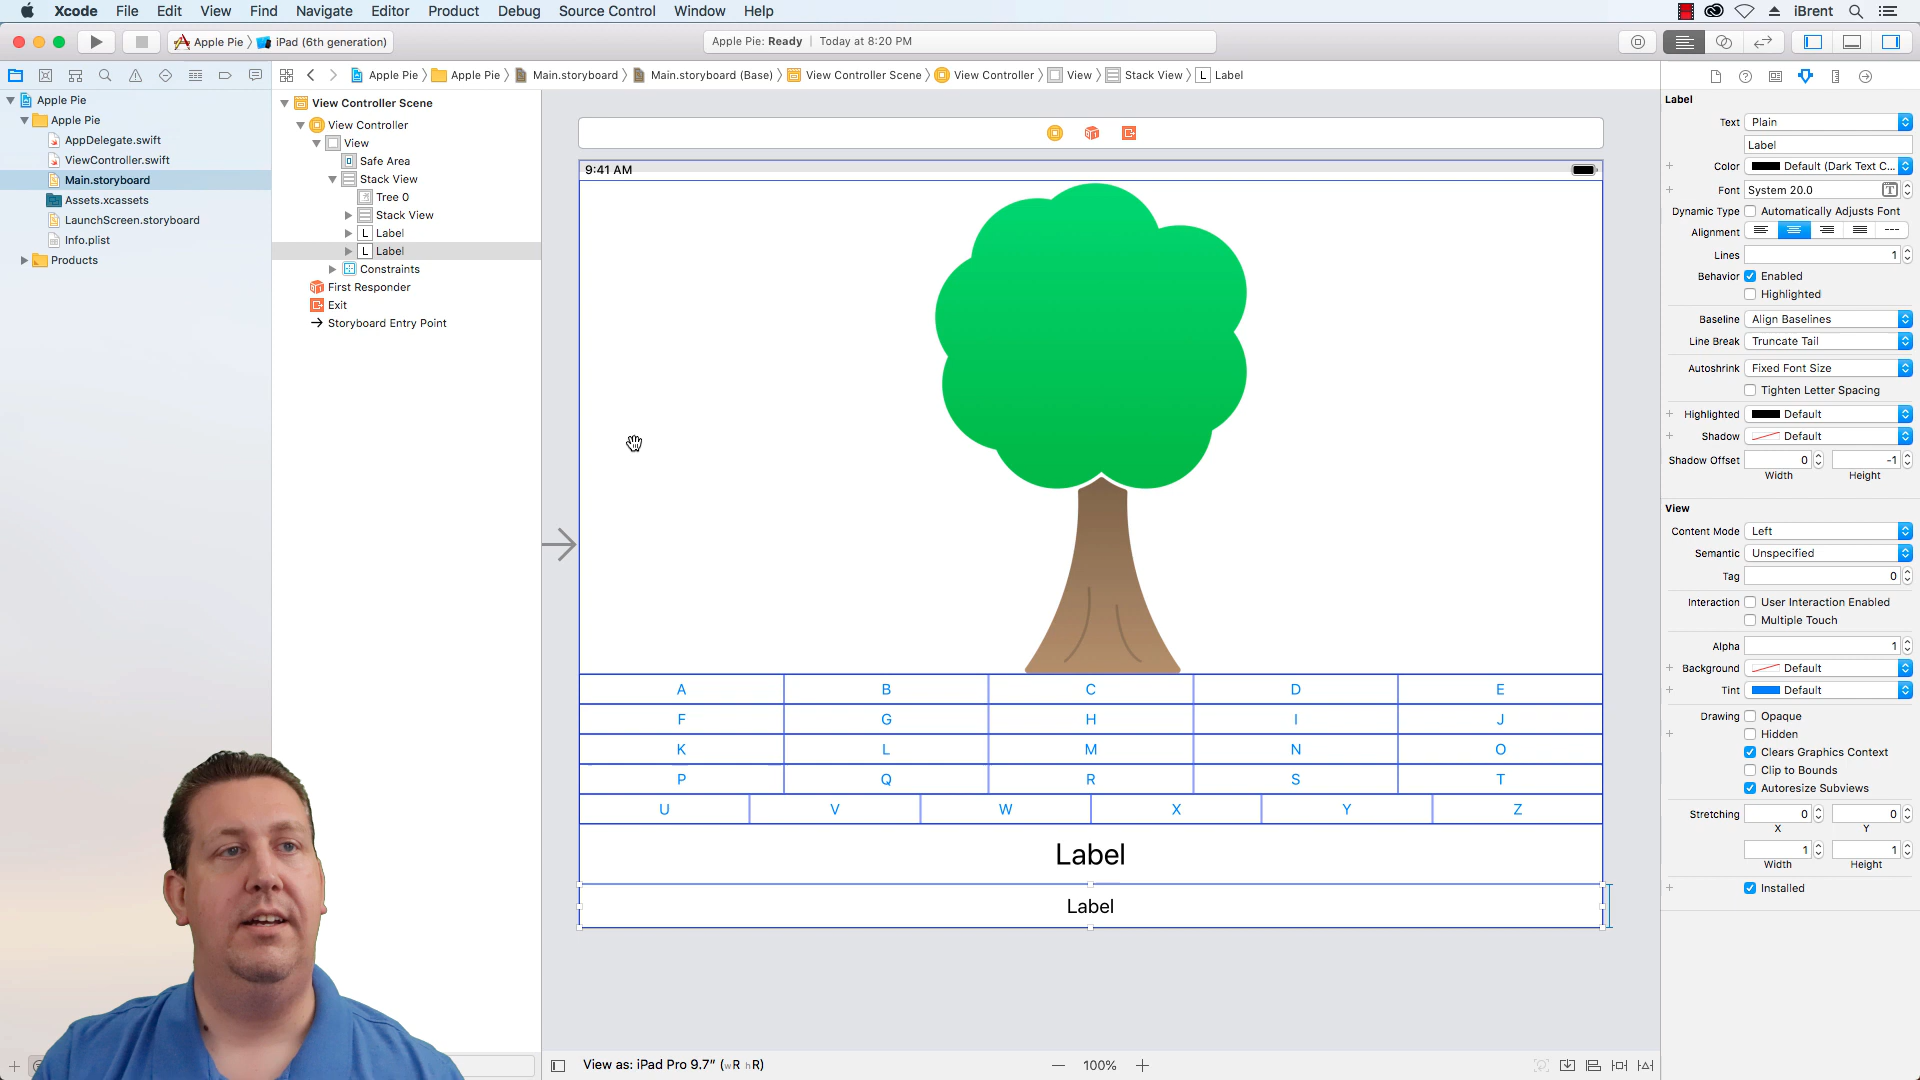 Xcode File Edit View Find Navigate Editor Product Debug Source Control Window Help iBrent
Apple Pie iPad (6th generation) Apple Pie: Ready | Today at 8:20 PM
Apple Pie Apple Pie Main.storyboard Main.storyboard (Base) View Controller Scene View Controller View Stack View L Label
Apple Pie
Apple Pie
AppDelegate.swift
ViewController.swift
Main.storyboard
Assets.xcassets
LaunchScreen.storyboard
Info.plist
Products
View Controller Scene
View Controller
View
Safe Area
Stack View
Tree 0
Stack View
L Label
L Label
Constraints
First Responder
Exit
Storyboard Entry Point
9:41 AM
A B C D E
F G H I J
K L M N O
P Q R S T
U V W X Y Z
Label
Label
View as: iPad Pro 9.7” (wR hR)
100%
Label
Text Plain
Label
Color Default (Dark Text C...
Font System 20.0
Dynamic Type Automatically Adjusts Font
Alignment
Lines 1
Behavior Enabled
Highlighted
Baseline Align Baselines
Line Break Truncate Tail
Autoshrink Fixed Font Size
Tighten Letter Spacing
Highlighted Default
Shadow Default
Shadow Offset 0 -1
Width Height
View
Content Mode Left
Semantic Unspecified
Tag 0
Interaction User Interaction Enabled
Multiple Touch
Alpha 1
Background Default
Tint Default
Drawing Opaque
Hidden
Clears Graphics Context
Clip to Bounds
Autoresize Subviews
Stretching 0 0
X Y
1 1
Width Height
Installed